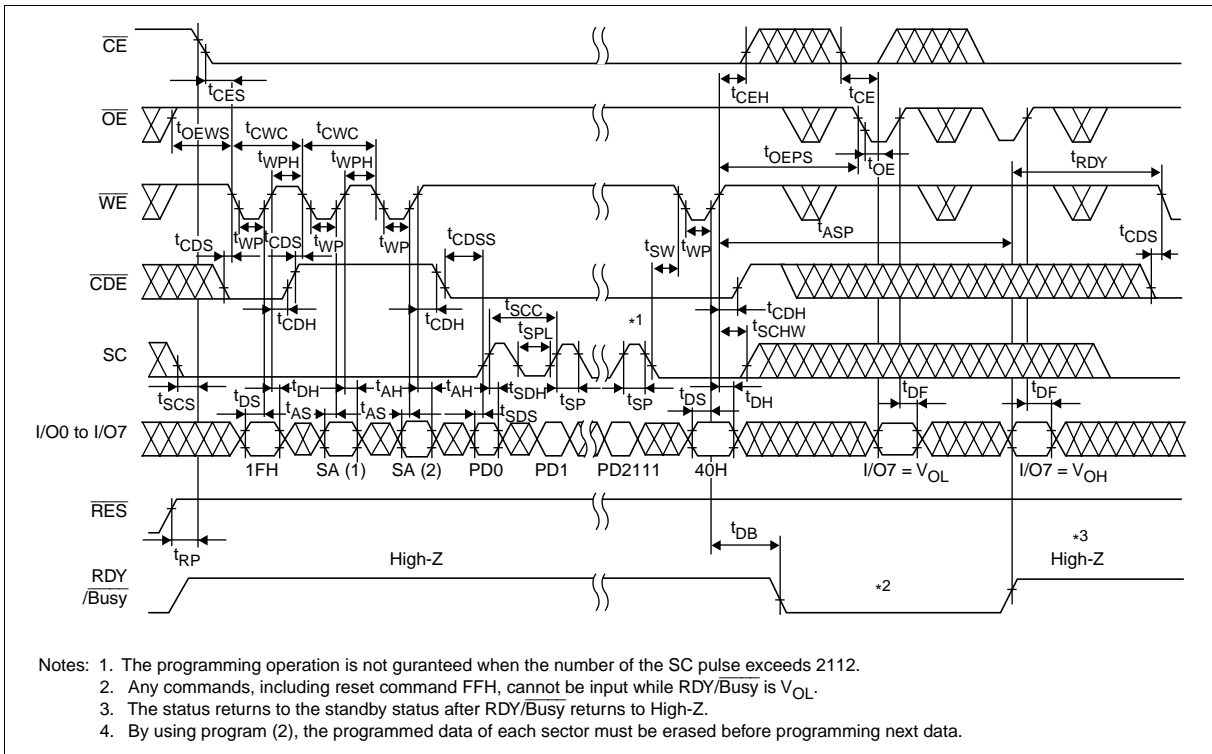 CE
tCES
tCEH
tCE
OE
tOEWS
tCWC
tCWC
tWPH
tWPH
tOEPS
tOE
tRDY
WE
tCDS
tWP
tCDS
tWP
tWP
tCDSS
tSW
tWP
tASP
tCDS
CDE
tCDH
tCDH
tSCC
tSPL
*1
tCDH
tSCHW
SC
tSCS
tDS
tDH
tAS
tAH
tAS
tAH
tSDH
tSDS
tSP
tSP
tDS
tDH
tDF
tDF
I/O0 to I/O7
1FH
SA (1)
SA (2)
PD0
PD1
PD2111
40H
I/O7 = VOL
I/O7 = VOH
RES
tRP
tDB
*3
High-Z
High-Z
RDY
/Busy
*2
Notes: 1. The programming operation is not guranteed when the number of the SC pulse exceeds 2112.
2. Any commands, including reset command FFH, cannot be input while RDY/Busy is VOL.
3. The status returns to the standby status after RDY/Busy returns to High-Z.
4. By using program (2), the programmed data of each sector must be erased before programming next data.